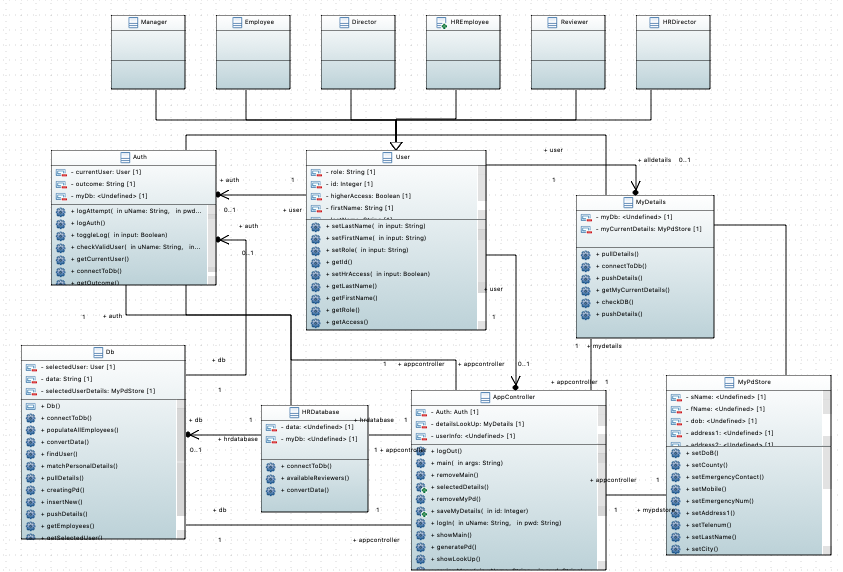 Manager
Employee
Director
HREmployee
Reviewer
HRDirector
Auth
- currentUser: User [1]
- outcome: String [1]
- myDb: <Undefined> [1]
+ logAttempt( in uName: String, in pwd...
+ logAuth()
+ toggleLog( in input: Boolean)
+ checkValidUser( in uName: String, in...
+ getCurrentUser()
+ connectToDb()
+ getOutcome()
+ auth
1
0..1
+ user
+ auth
0..1
User
- role: String [1]
- id: Integer [1]
- higherAccess: Boolean [1]
- firstName: String [1]
+ setLastName( in input: String)
+ setFirstName( in input: String)
+ setRole( in input: String)
+ getId()
+ setHrAccess( in input: Boolean)
+ getLastName()
+ getFirstName()
+ getRole()
+ getAccess()
+ user
1
+ alldetails 0..1
user
1
MyDetails
- myDb: <Undefined> [1]
- myCurrentDetails: MyPdStore [1]
+ pullDetails()
+ connectToDb()
+ pushDetails()
+ getMyCurrentDetails()
+ checkDB()
+ pushDetails()
1 + auth
1 + mydetails
Db
- selectedUser: User [1]
- data: String [1]
- selectedUserDetails: MyPdStore [1]
+ Db()
+ connectToDb()
+ populateAllEmployees()
+ convertData()
+ findUser()
+ matchPersonalDetails()
+ pullDetails()
+ creatingPd()
+ insertNew()
+ pushDetails()
+ getEmployees()
+ getSelectedUser()
+ db
1
+ db
1
0..1
+ hrdatabase
+ db
1
HRDatabase
- data: <Undefined> [1]
- myDb: <Undefined> [1]
+ connectToDb()
+ availableReviewers()
+ convertData()
1 + appcontroller
+ appcontroller
0..1
+ appcontroller 1
+ hrdatabase
1
1 + appcontroller
1
+ appcontroller
AppController
- Auth: Auth [1]
- detailsLookUp: MyDetails [1]
- userInfo: <Undefined> [1]
+ logOut()
+ main( in args: String)
+ removeMain()
+ selectedDetails()
+ removeMyPd()
+ saveMyDetails( in id: Integer)
+ logIn( in uName: String, in pwd: String)
+ showMain()
+ generatePd()
+ showLookUp()
+ appcontroller
1
1
+ mypdstore
MyPdStore
- sName: <Undefined> [1]
- fName: <Undefined> [1]
- dob: <Undefined> [1]
- address1: <Undefined> [1]
- address2: <Undefined> [1]
+ setDoB()
+ setCounty()
+ setEmergencyContact()
+ setMobile()
+ setEmergencyNum()
+ setAddress1()
+ setTelenum()
+ setLastName()
+ setCity()